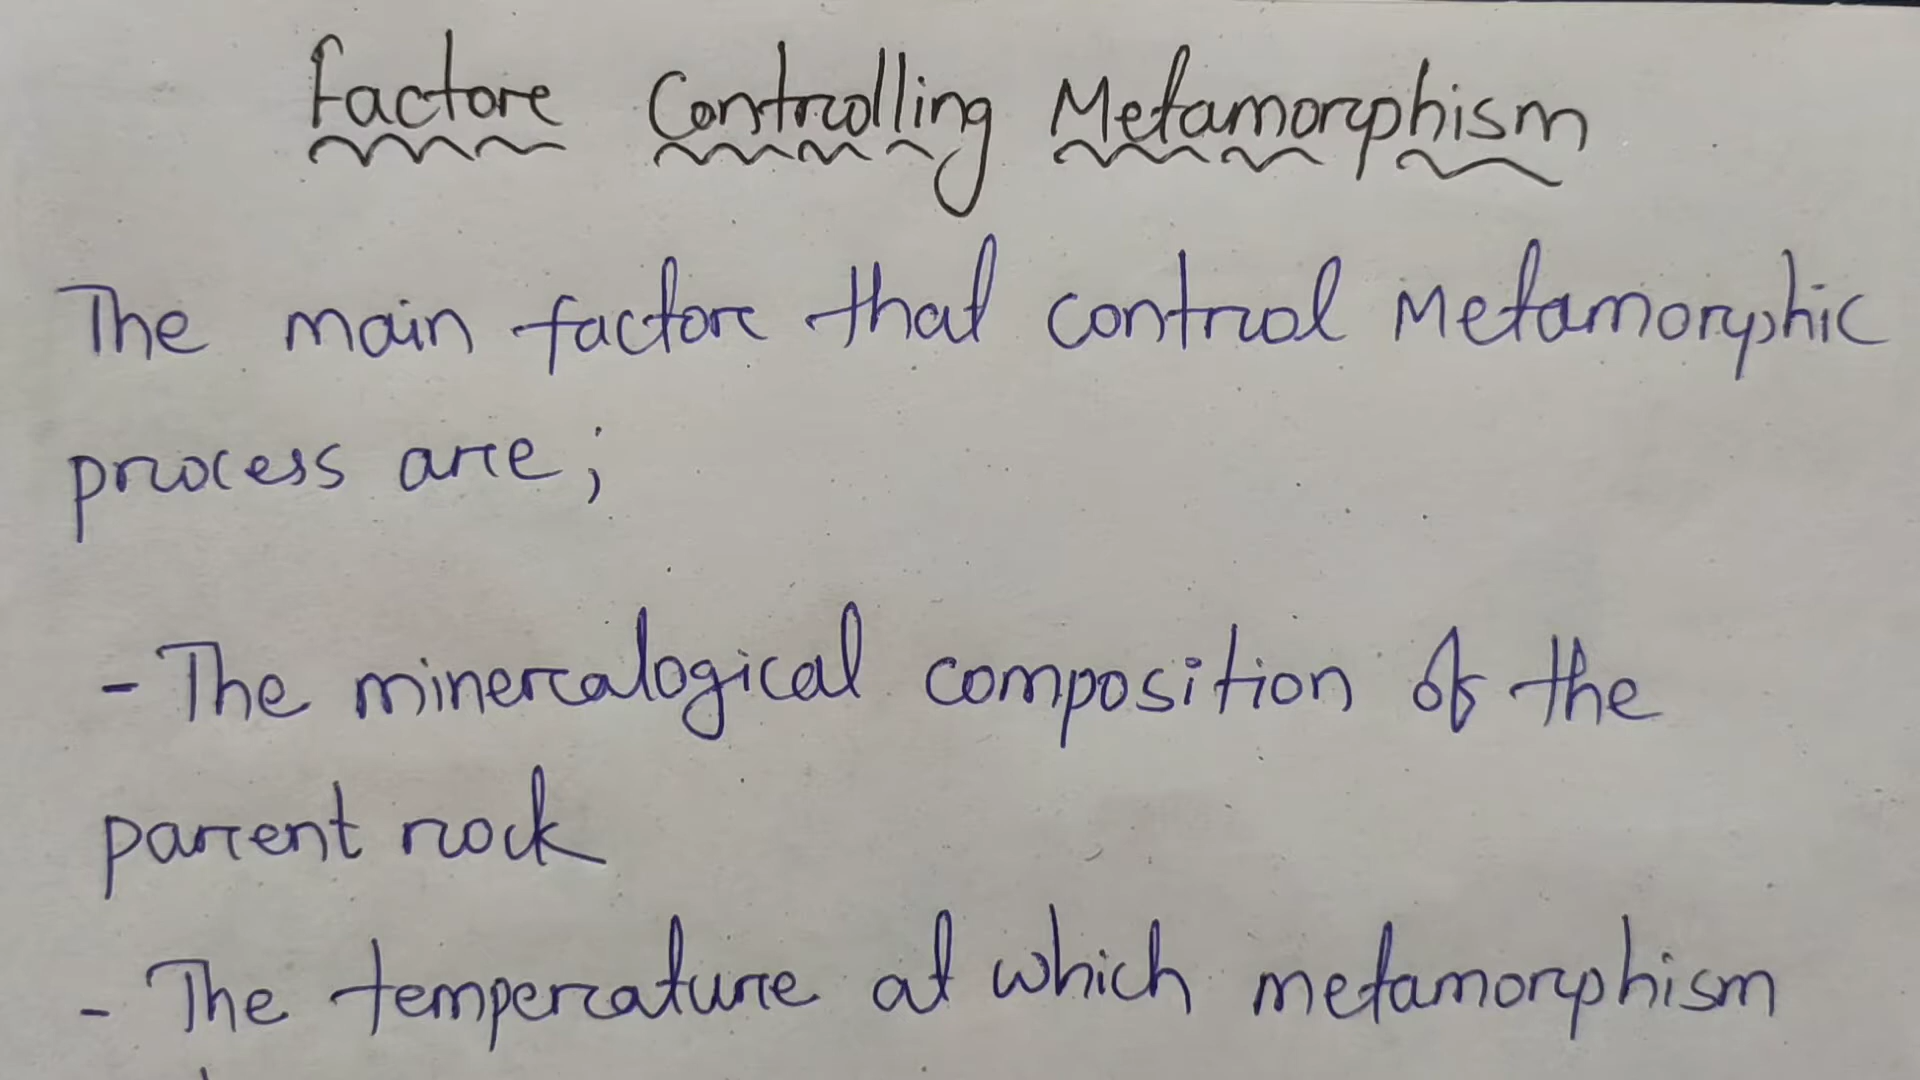 Factore Controlling Metamorphism
The main factore that control Metamorphic
process are;
- The mineralogical composition of the
parent rock
- The temperature at which metamorphism